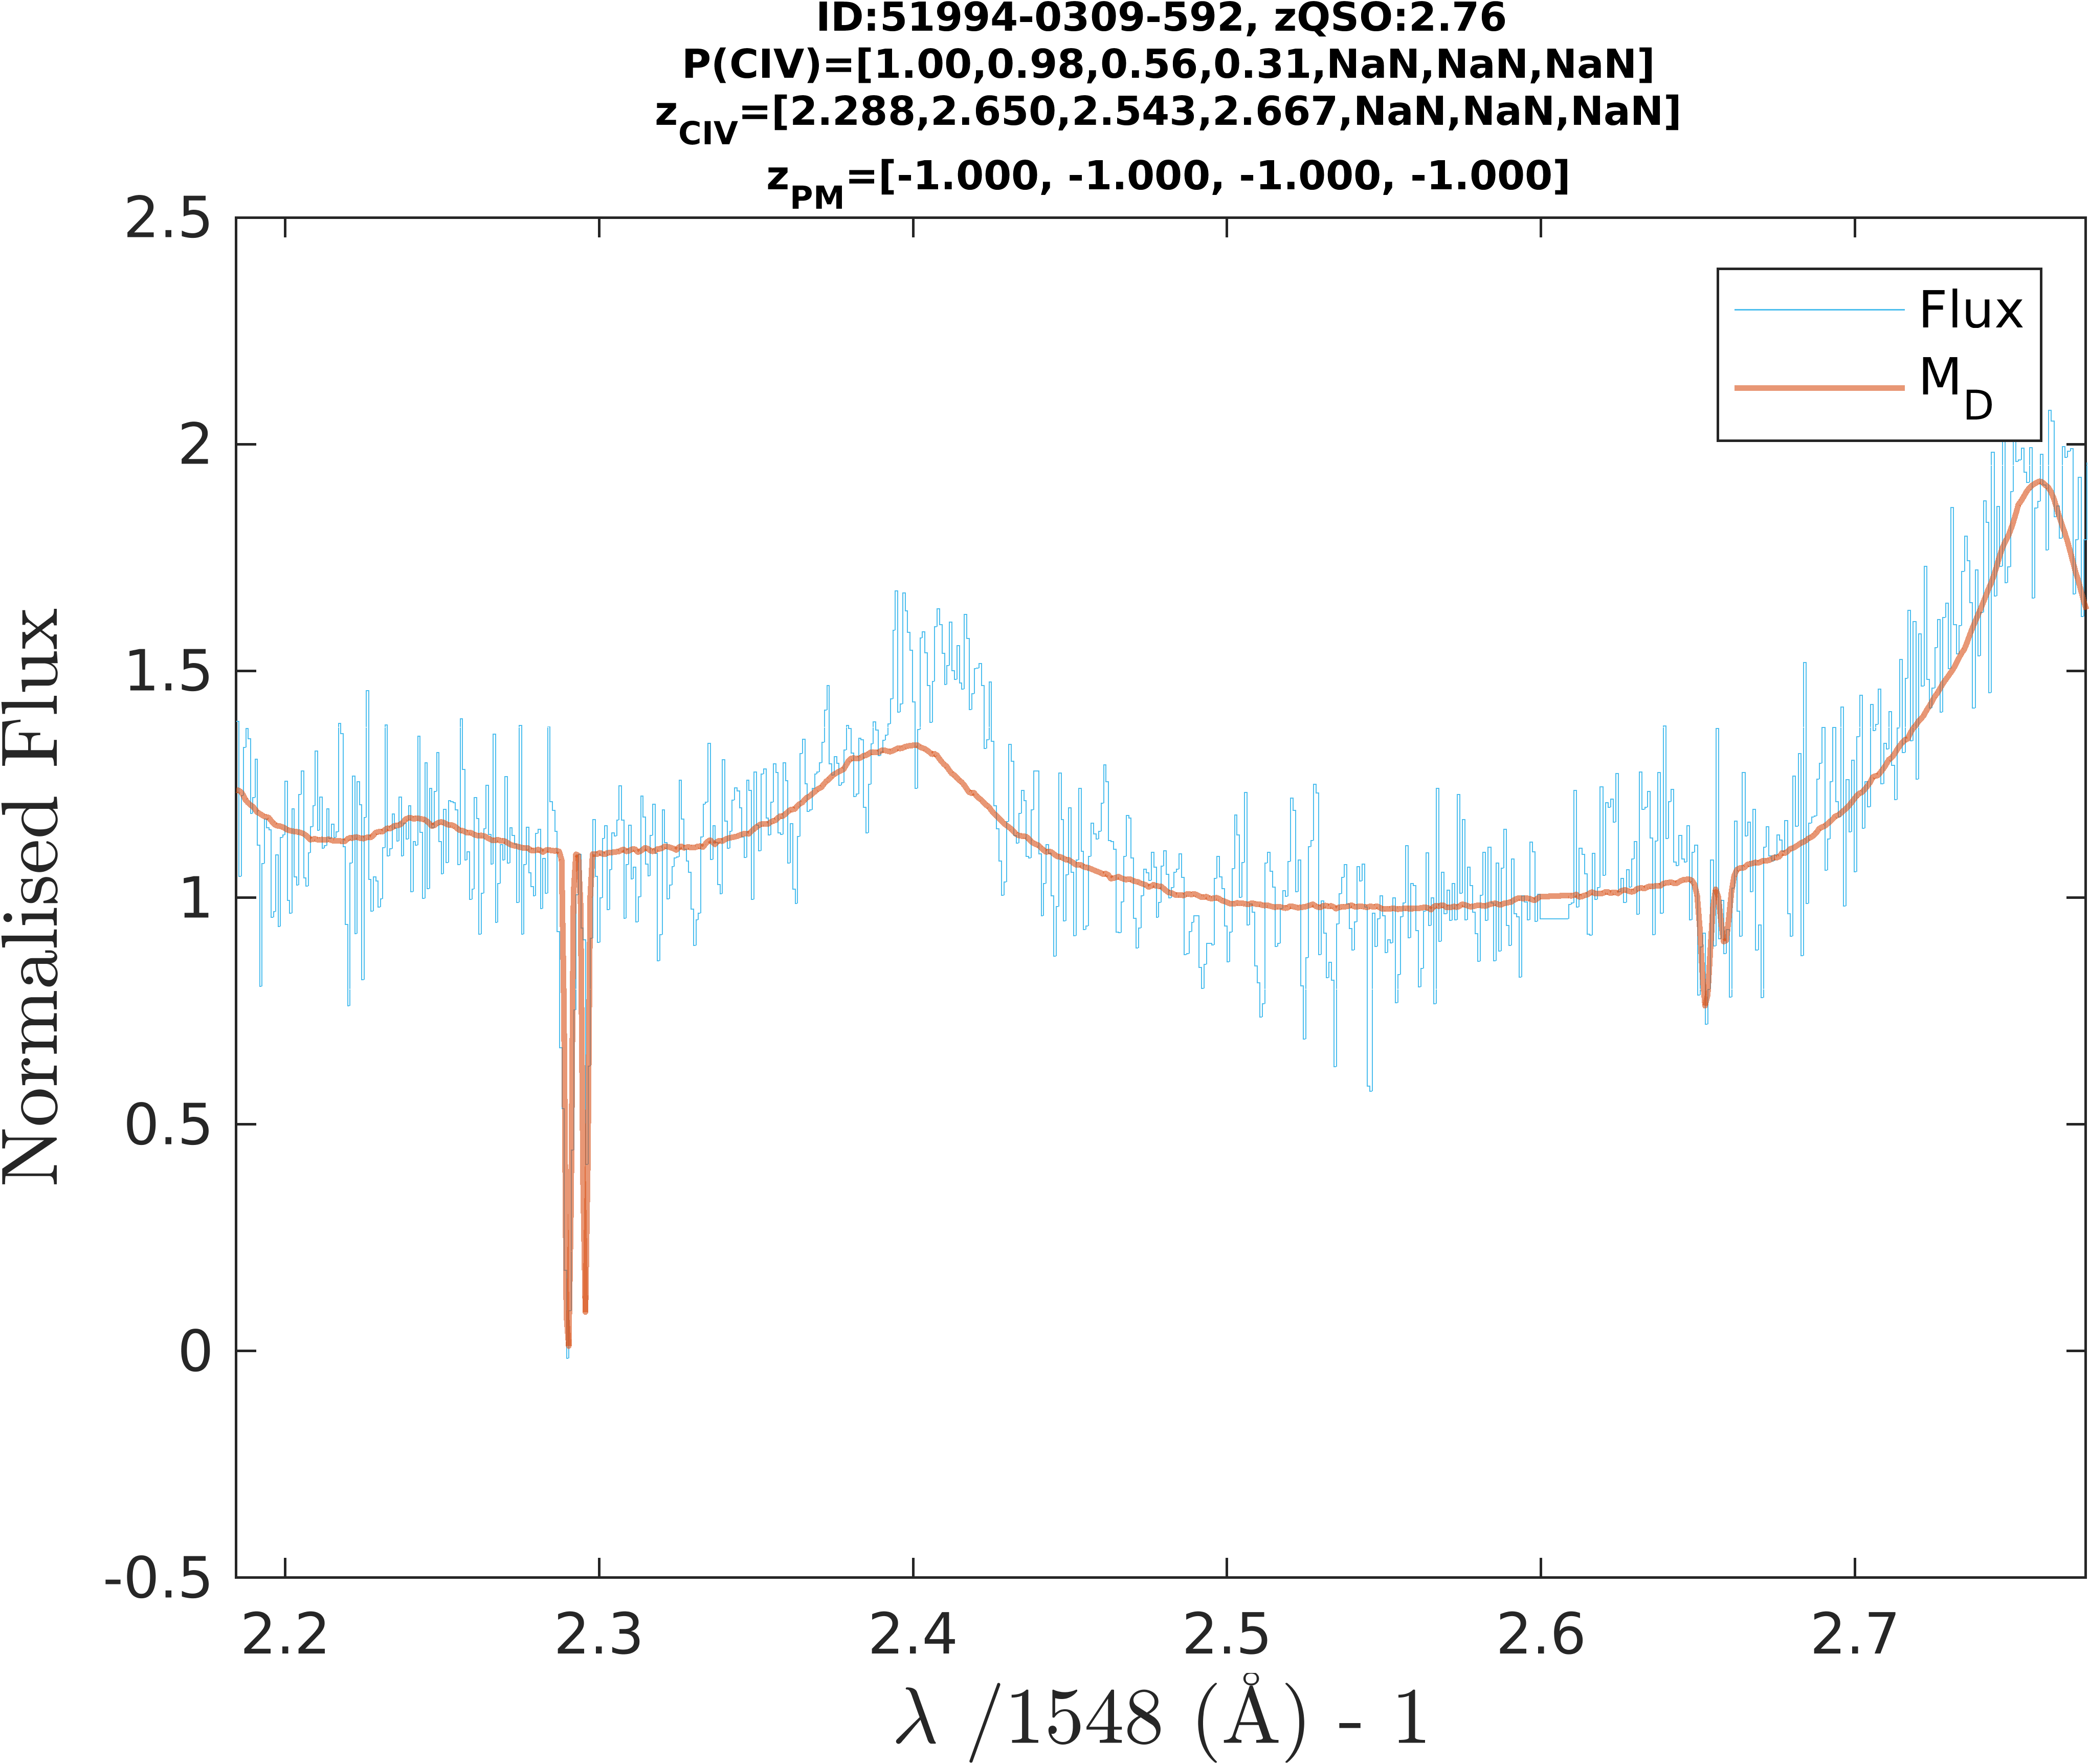 ID:51994-0309-592, zQSO:2.76
P(CIV)=[1.00,0.98,0.56,0.31,NaN,NaN,NaN]
zCIV=[2.288,2.650,2.543,2.667,NaN,NaN,NaN]
zPM=[-1.000, -1.000, -1.000, -1.000]
2.5
2
1.5
1
0.5
0
-0.5
Normalised Flux
Flux
MD
2.2 2.3 2.4 2.5 2.6 2.7
λ /1548 (Å) - 1